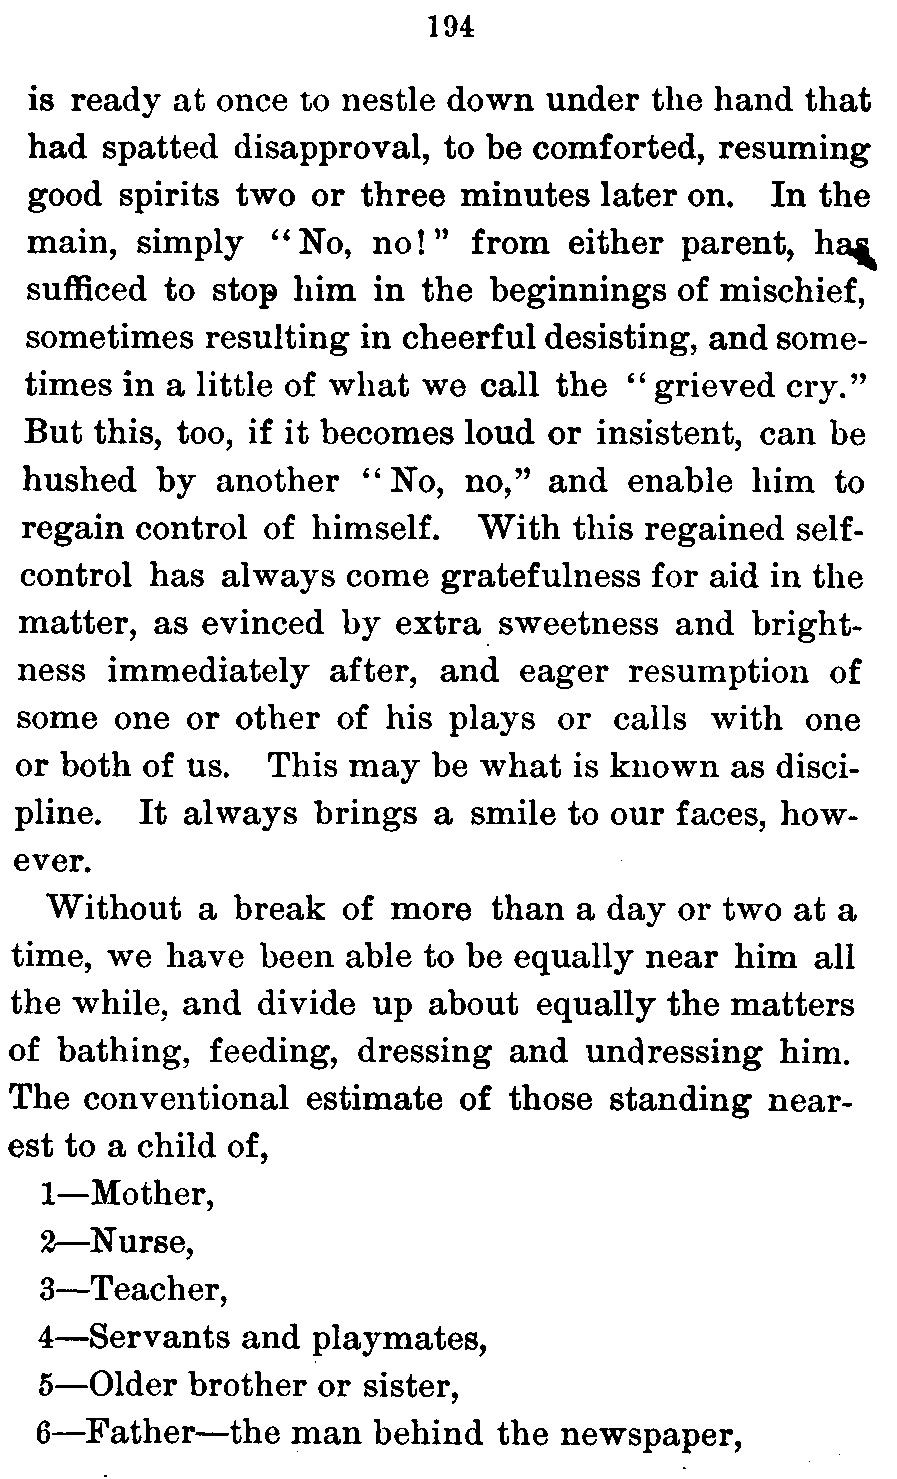 194
is ready at once to nestle down under the hand that
had spatted disapproval, to be comforted, resuming
good spirits two or three minutes later on. In the
main, simply “No, no!” from either parent, has
sufficed to stop him in the beginnings of mischief,
sometimes resulting in cheerful desisting, and some-
times in a little of what we call the “grieved cry.”
But this, too, if it becomes loud or insistent, can be
hushed by another “No, no,” and enable him to
regain control of himself. With this regained self-
control has always come gratefulness for aid in the
matter, as evinced by extra sweetness and bright-
ness immediately after, and eager resumption of
some one or other of his plays or calls with one
or both of us. This may be what is known as disci-
pline. It always brings a smile to our faces, how-
ever.
Without a break of more than a day or two at a
time, we have been able to be equally near him all
the while, and divide up about equally the matters
of bathing, feeding, dressing and undressing him.
The conventional estimate of those standing near-
est to a child of,
1—Mother,
2—Nurse,
3—Teacher,
4—Servants and playmates,
5—Older brother or sister,
6—Father—the man behind the newspaper,